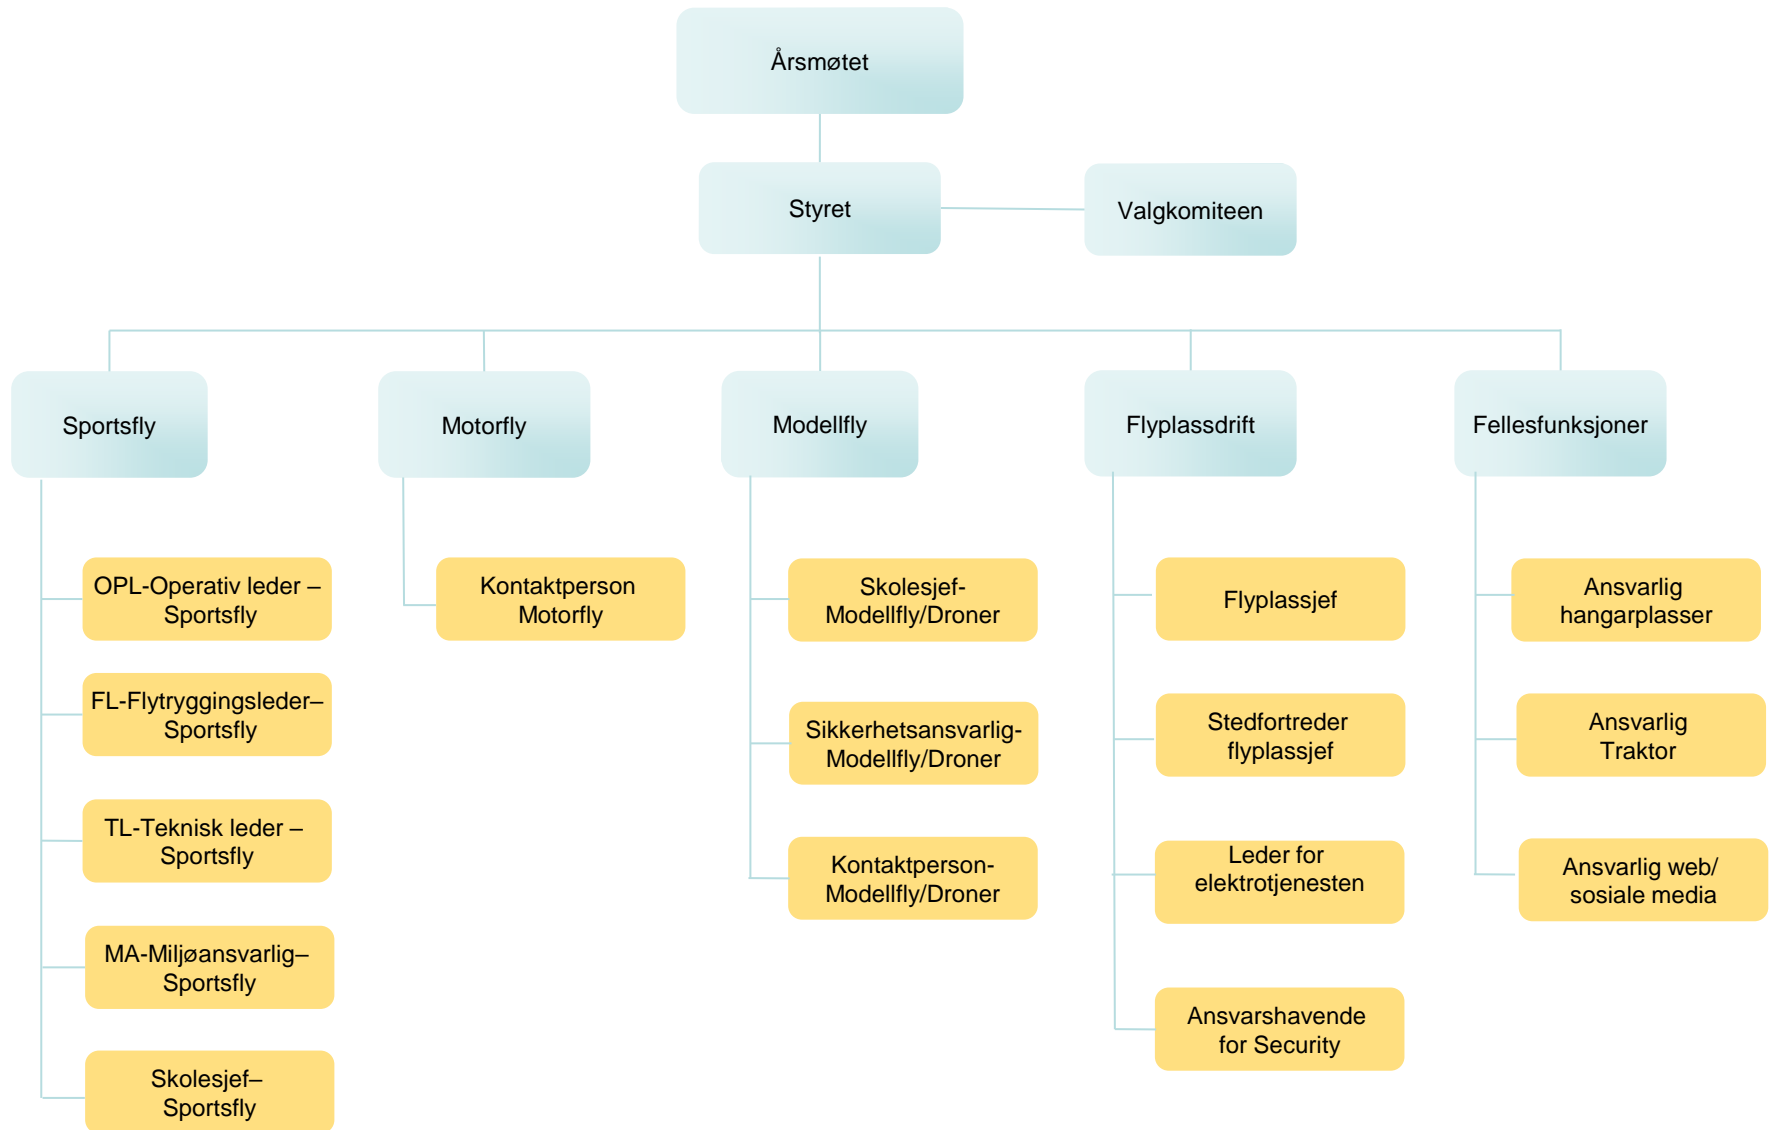 Årsmøtet
Styret
Valgkomiteen
Sportsfly
Motorfly
Modellfly
Flyplassdrift
Fellesfunksjoner
OPL-Operativ leder –
Sportsfly
FL-Flytryggingsleder–
Sportsfly
TL-Teknisk leder –
Sportsfly
MA-Miljøansvarlig–
Sportsfly
Skolesjef–
Sportsfly
Kontaktperson
Motorfly
Skolesjef-
Modellfly/Droner
Sikkerhetsansvarlig-
Modellfly/Droner
Kontaktperson-
Modellfly/Droner
Flyplassjef
Stedfortreder
flyplassjef
Leder for
elektrotjenesten
Ansvarshavende
for Security
Ansvarlig
hangarplasser
Ansvarlig
Traktor
Ansvarlig web/
sosiale media